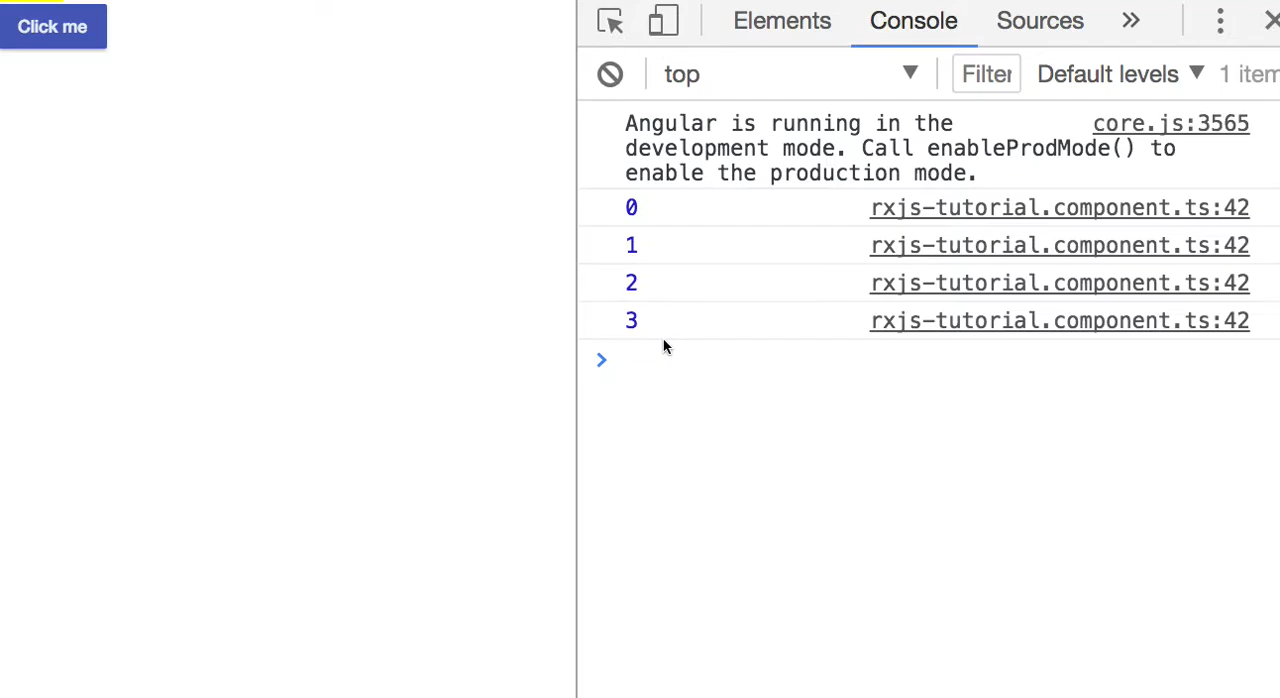 Click me
Elements Console Sources
top Filter Default levels 1 item
Angular is running in the core.js:3565
development mode. Call enableProdMode() to
enable the production mode.
0 rxjs-tutorial.component.ts:42
1 rxjs-tutorial.component.ts:42
2 rxjs-tutorial.component.ts:42
3 rxjs-tutorial.component.ts:42